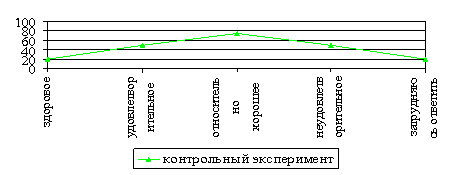 100
80
60
40
20
0
здоровое
удовлетвор
ительное
относитель
но
хорошее
неудовлетв
орительное
затрудняю
сь ответить
контрольный эксперимент